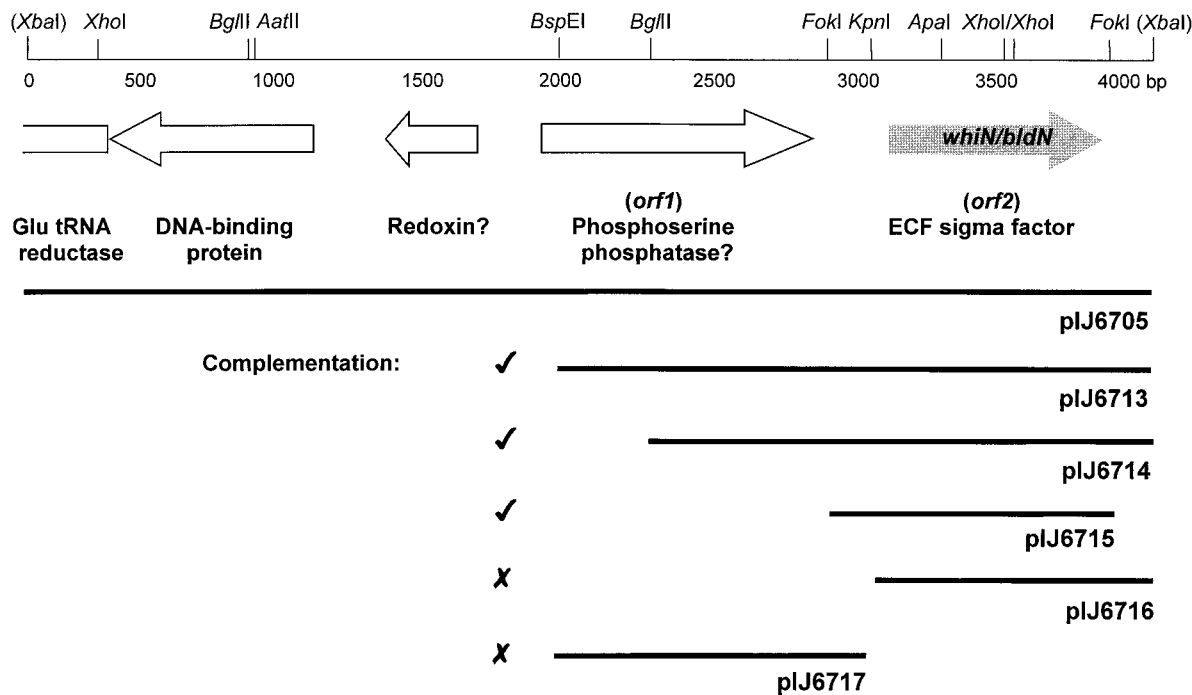 (XbaI) XhoI BglII AatII BspEI BglII FokI KpnI ApaI XhoI/XhoI FokI (XbaI)
0 500 1000 1500 2000 2500 3000 3500 4000 bp
whiN/bldN
(orf1) (orf2)
Glu tRNA DNA-binding Redoxin? Phosphoserine ECF sigma factor
reductase protein phosphatase?
pIJ6705
Complementation: ✓
pIJ6713
✓
pIJ6714
✓
pIJ6715
✗
pIJ6716
✗
pIJ6717